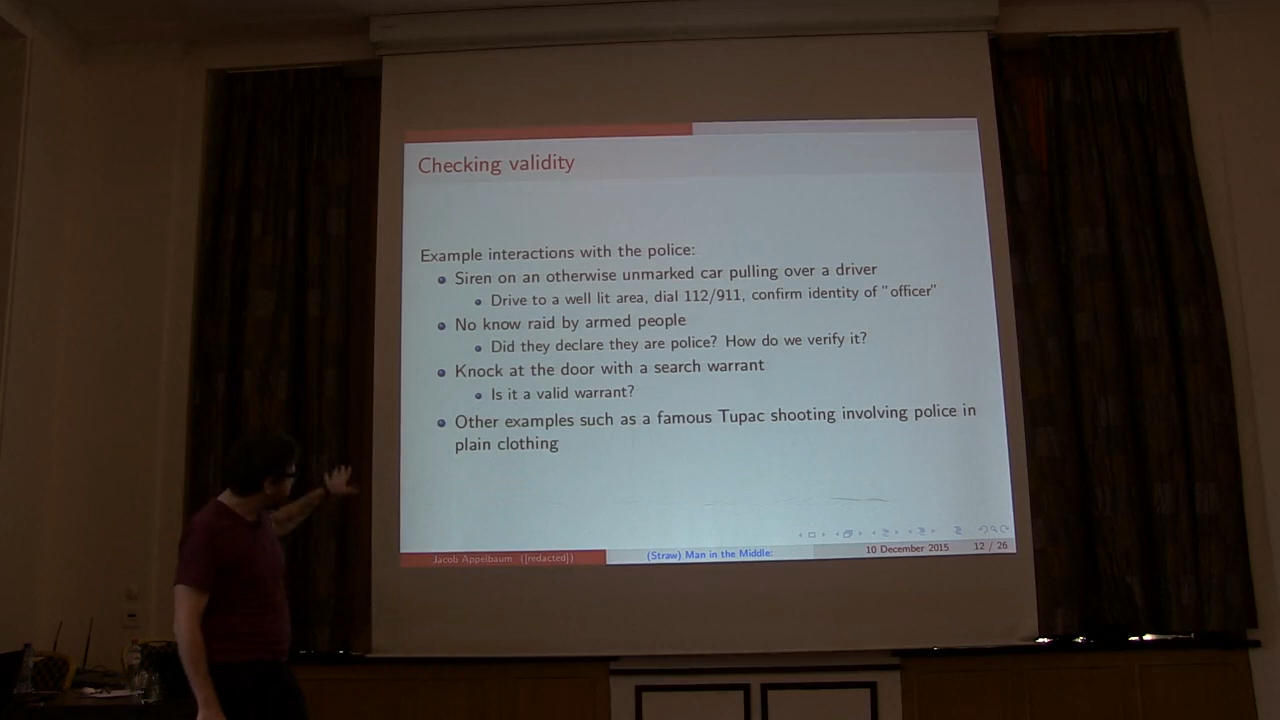 Checking validity
Example interactions with the police:
Siren on an otherwise unmarked car pulling over a driver
Drive to a well lit area, dial 112/911, confirm identity of "officer"
No know raid by armed people
Did they declare they are police? How do we verify it?
Knock at the door with a search warrant
Is it a valid warrant?
Other examples such as a famous Tupac shooting involving police in
plain clothing
Jacob Appelbaum ([redacted]) (Straw) Man in the Middle: 10 December 2015 12 / 26